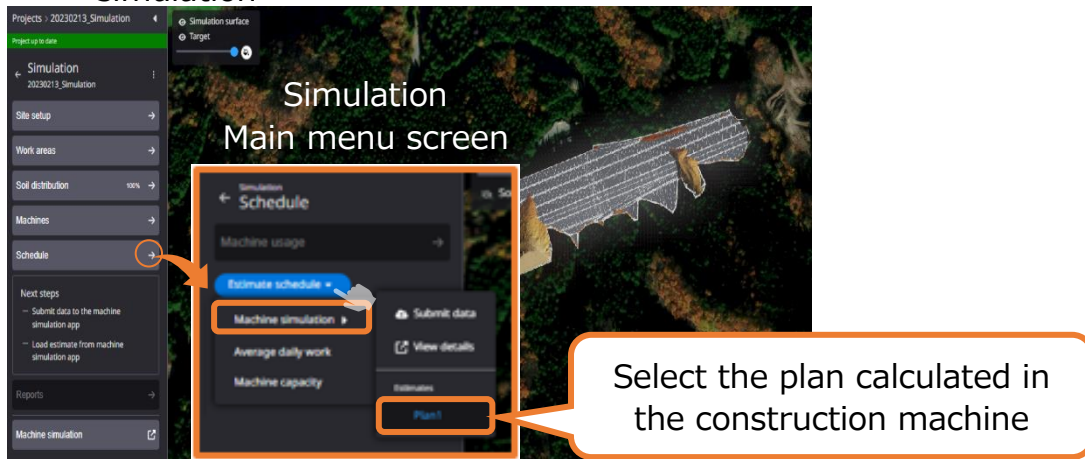 Simulation
Projects > 20230213_Simulation
Project up to date
Simulation
20230213_Simulation
Site setup
Work areas
Soil distribution 100%
Machines
Schedule
Next steps
– Submit data to the machine
simulation app
– Load estimate from machine
simulation app
Reports
Machine simulation
Simulation surface
Target
Simulation
Main menu screen
Simulation
Schedule
So
Machine usage
Estimate schedule
Machine simulation
Average daily work
Machine capacity
Submit data
View details
Estimates
Plan1
Select the plan calculated in
the construction machine